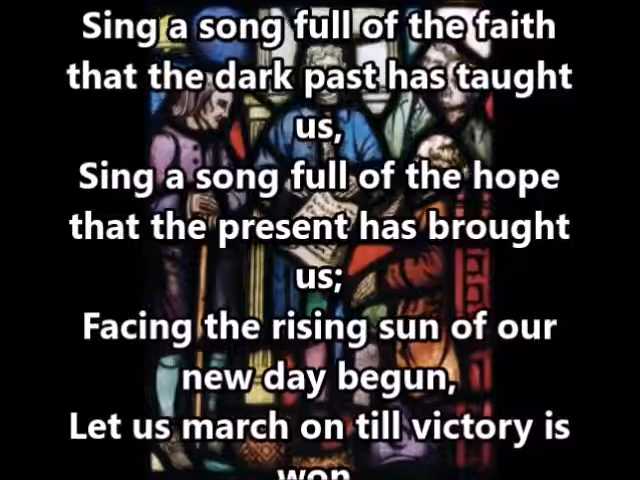 Sing a song full of the faith
that the dark past has taught
us,
Sing a song full of the hope
that the present has brought
us;
Facing the rising sun of our
new day begun,
Let us march on till victory is
won